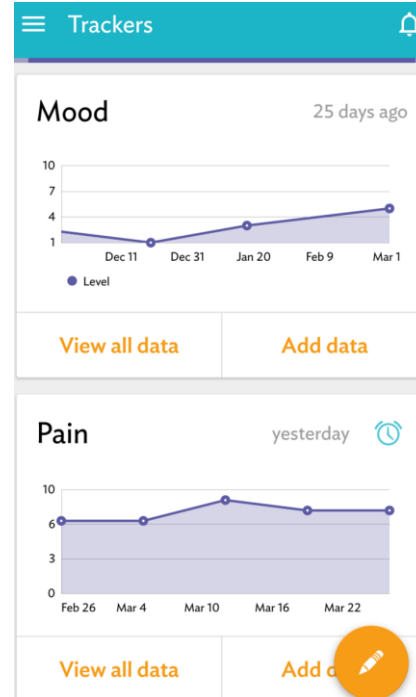 Trackers
Mood 25 days ago
10
7
4
1
Dec 11 Dec 31 Jan 20 Feb 9 Mar 1
Level
View all data Add data
Pain yesterday
10
6
3
0
Feb 26 Mar 4 Mar 10 Mar 16 Mar 22
View all data Add d